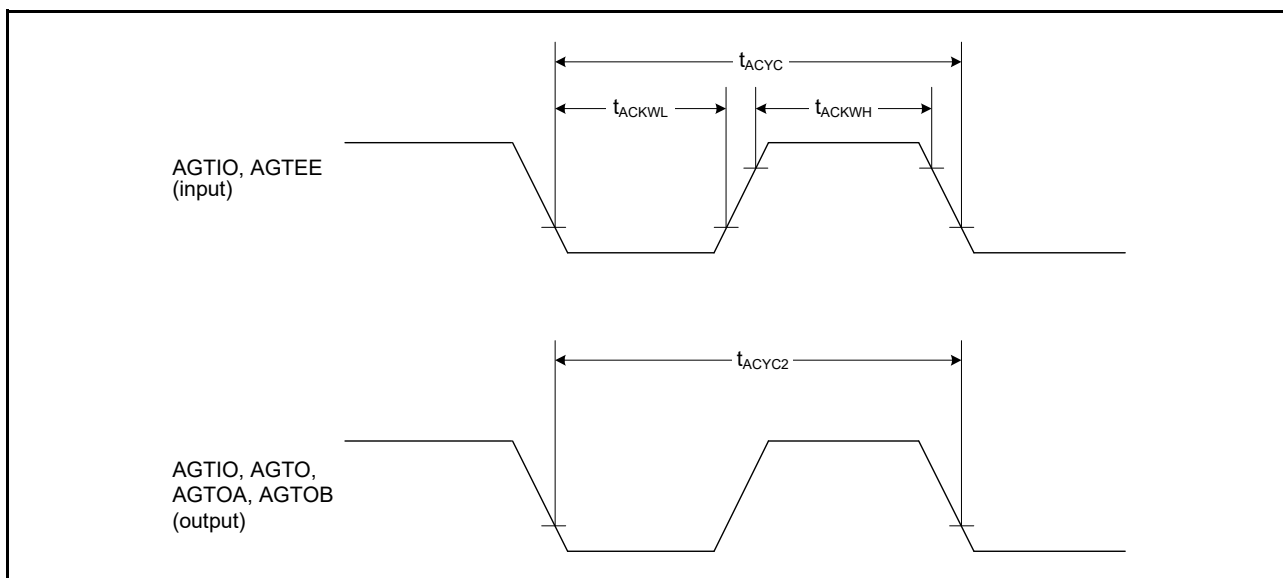 tACYC
tACKWL
tACKWH
AGTIO, AGTEE
(input)
tACYC2
AGTIO, AGTO,
AGTOA, AGTOB
(output)